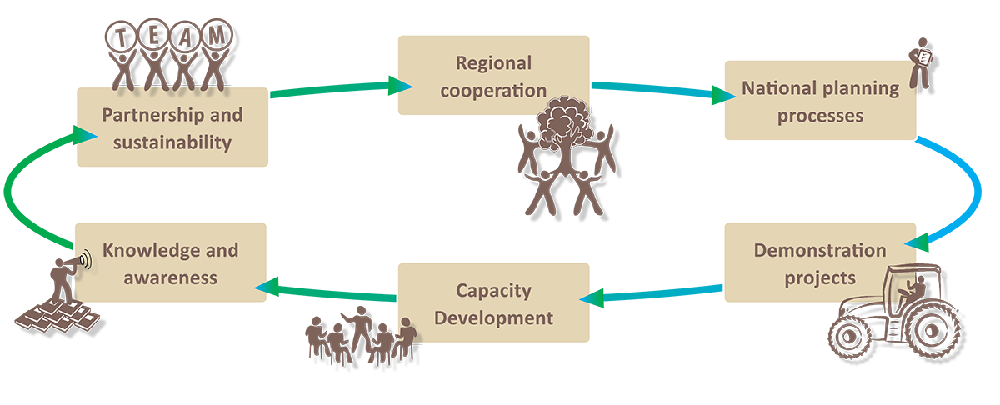 TEAM
Partnership and
sustainability
Regional
cooperation
National planning
processes
Demonstration
projects
Capacity
Development
Knowledge and
awareness